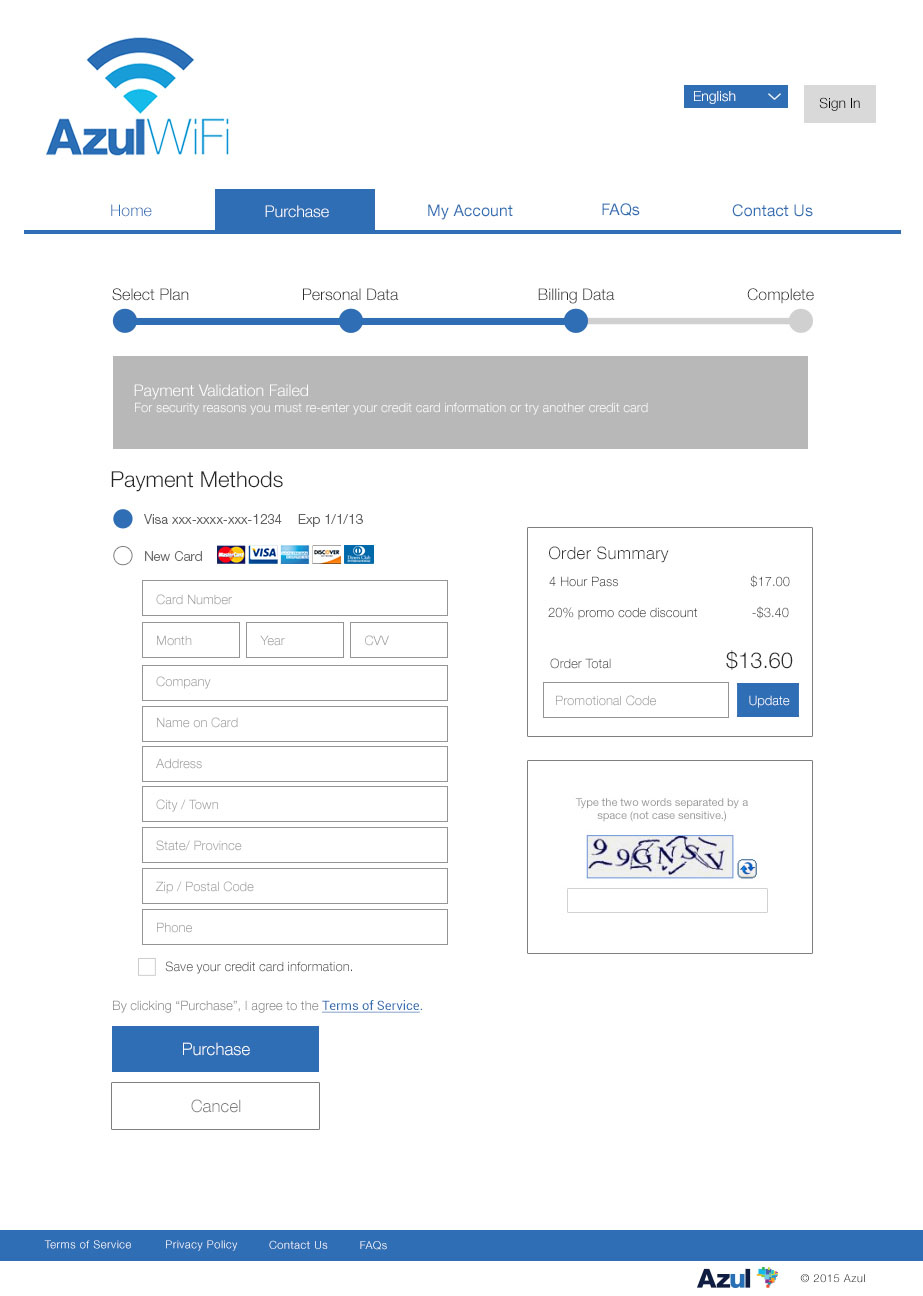 AzulWiFi
English
Sign In
Home
Purchase
My Account
FAQs
Contact Us
Select Plan
Personal Data
Billing Data
Complete
Payment Validation Failed
For security reasons you must re-enter your credit card information or try another credit card
Payment Methods
Visa xxx-xxxx-xxx-1234 Exp 1/1/13
New Card
MasterCard
VISA
DISCOVER
Card Number
Month
Year
CVV
Company
Name on Card
Address
City / Town
State/ Province
Zip / Postal Code
Phone
Save your credit card information.
By clicking “Purchase”, I agree to the Terms of Service.
Purchase
Cancel
Order Summary
4 Hour Pass $17.00
20% promo code discount -$3.40
Order Total $13.60
Promotional Code
Update
Type the two words separated by a
space (not case sensitive.)
Terms of Service
Privacy Policy
Contact Us
FAQs
Azul
© 2015 Azul